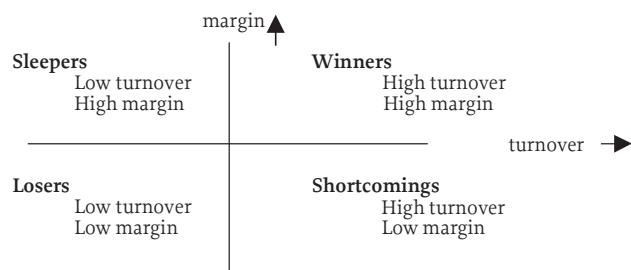 margin
Sleepers
Low turnover
High margin
Winners
High turnover
High margin
turnover
Losers
Low turnover
Low margin
Shortcomings
High turnover
Low margin